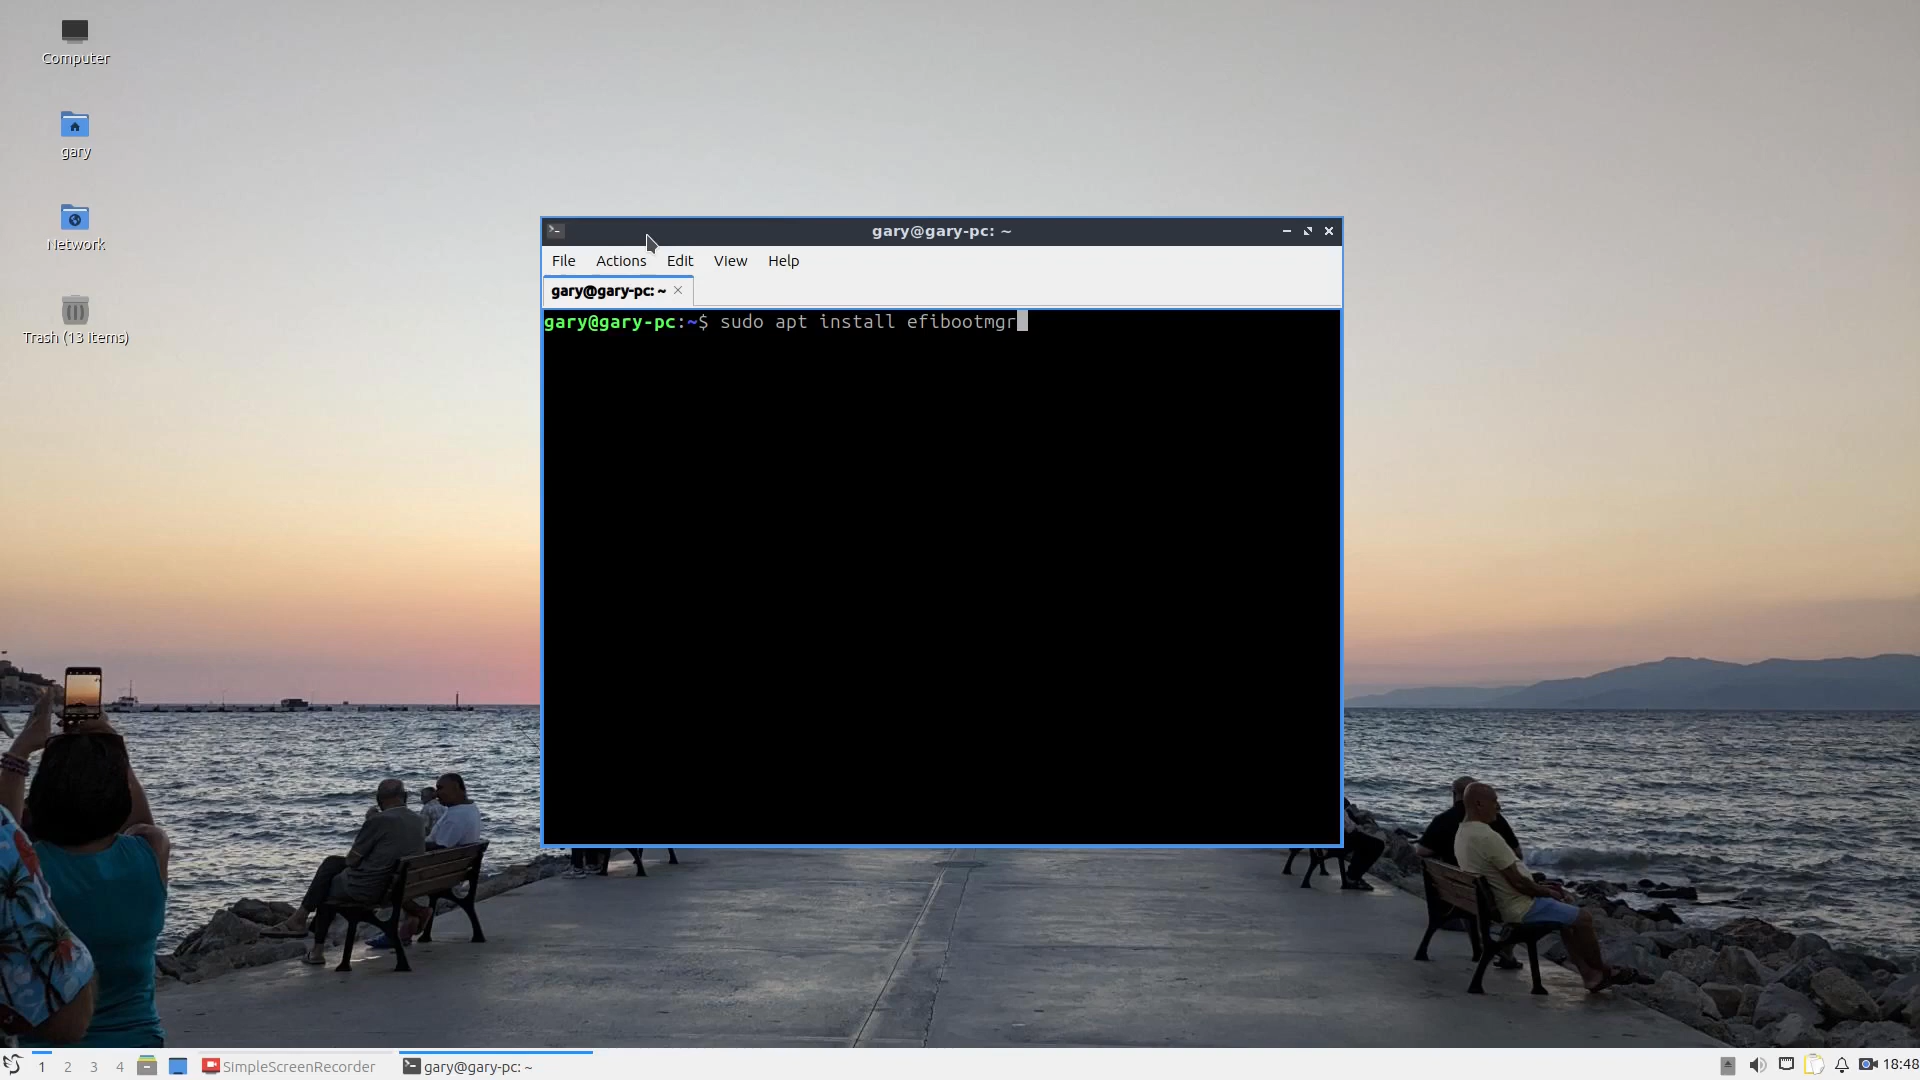 Computer
gary
Network
Trash (13 items)
gary@gary-pc: ~
File Actions Edit View Help
gary@gary-pc: ~
gary@gary-pc:~$ sudo apt install efibootmgr
1 2 3 4 SimpleScreenRecorder gary@gary-pc: ~ 18:48